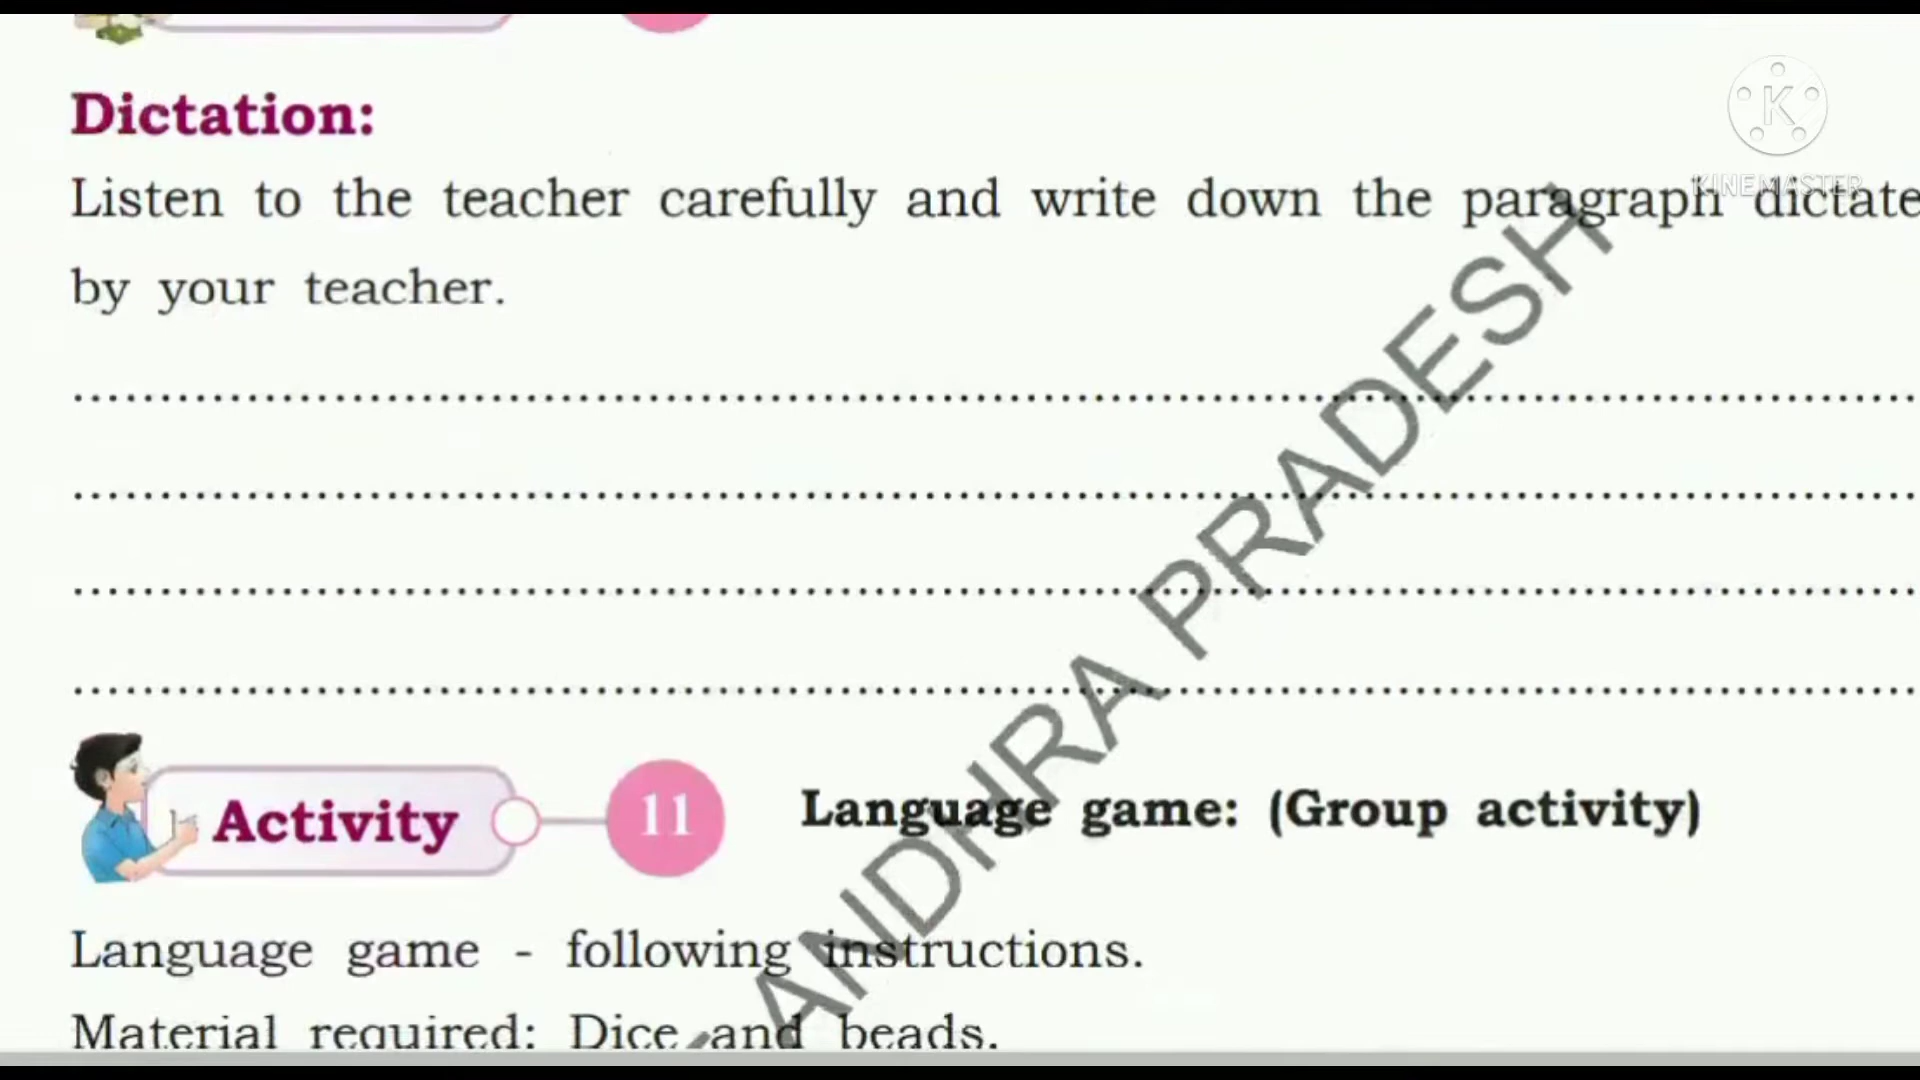 Dictation:
K
KINEMASTER
Listen to the teacher carefully and write down the paragraph dictate
by your teacher.
ANDHRA PRADESH
Activity 11 Language game: (Group activity)
Language game - following instructions.
Material required: Dice and beads.